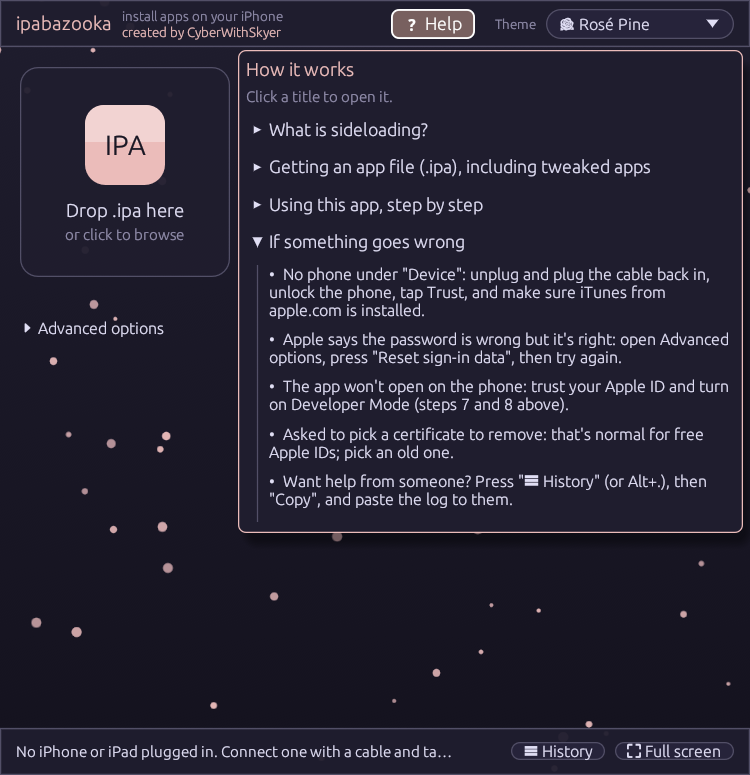 ipabazooka
install apps on your iPhone
created by CyberWithSkyer
? Help
Theme
Rosé Pine
IPA
Drop .ipa here
or click to browse
Advanced options
How it works
Click a title to open it.
What is sideloading?
Getting an app file (.ipa), including tweaked apps
Using this app, step by step
If something goes wrong
• No phone under "Device": unplug and plug the cable back in,
unlock the phone, tap Trust, and make sure iTunes from
apple.com is installed.
• Apple says the password is wrong but it's right: open Advanced
options, press "Reset sign-in data", then try again.
• The app won't open on the phone: trust your Apple ID and turn
on Developer Mode (steps 7 and 8 above).
• Asked to pick a certificate to remove: that's normal for free
Apple IDs; pick an old one.
• Want help from someone? Press "☰ History" (or Alt+.), then
"Copy", and paste the log to them.
No iPhone or iPad plugged in. Connect one with a cable and ta…
History
Full screen